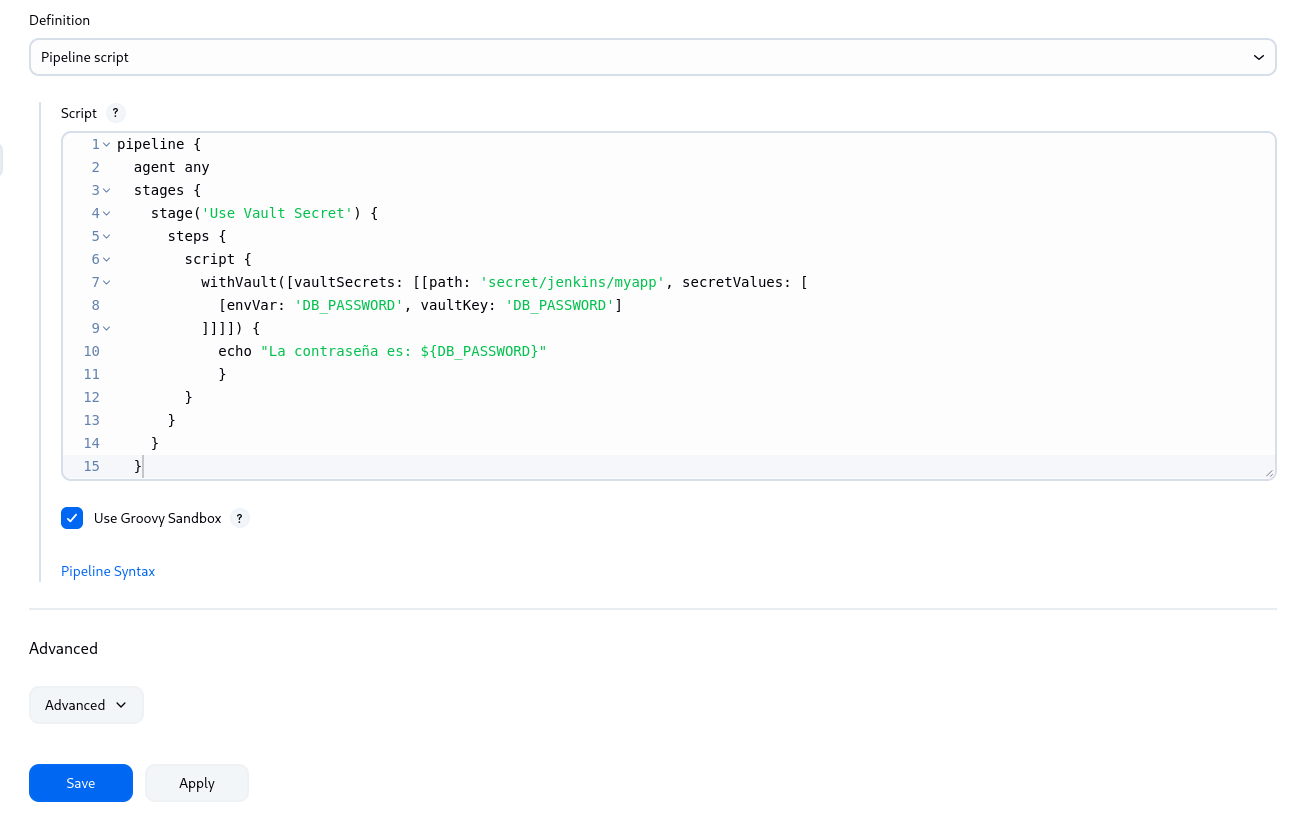 Definition
Pipeline script
Script ?
1 pipeline {
2 agent any
3 stages {
4 stage('Use Vault Secret') {
5 steps {
6 script {
7 withVault([vaultSecrets: [[path: 'secret/jenkins/myapp', secretValues: [
8 [envVar: 'DB_PASSWORD', vaultKey: 'DB_PASSWORD']
9 ]]]]) {
10 echo "La contraseña es: ${DB_PASSWORD}"
11 }
12 }
13 }
14 }
15 }
Use Groovy Sandbox ?
Pipeline Syntax
Advanced
Advanced
Save Apply